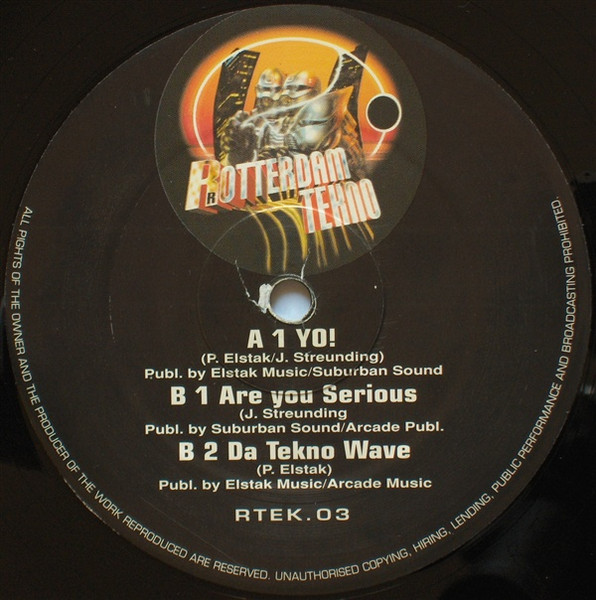 ROTTERDAM
TEKNO
R
A 1 YO!
(P. Elstak/J. Streunding)
Publ. by Elstak Music/Suburban Sound
B 1 Are you Serious
(J. Streunding
Publ. by Suburban Sound/Arcade Publ.
B 2 Da Tekno Wave
(P. Elstak)
Publ. by Elstak Music/Arcade Music
RTEK.03
ALL RIGHTS OF THE OWNER AND THE PRODUCER OF THE WORK REPRODUCED ARE RESERVED. UNAUTHORISED COPYING, HIRING, LENDING, PUBLIC PERFORMANCE AND BROADCASTING PROHIBITED.